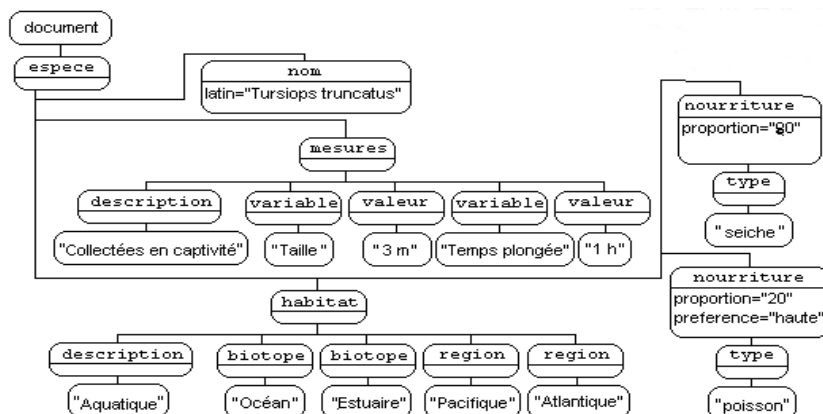 document
espece
nom
latin="Tursiops truncatus"
nourriture
proportion="80"
type
"seiche"
mesures
description variable valeur variable valeur
"Collectées en captivité" "Taille" "3 m" "Temps plongée" "1 h"
nourriture
proportion="20"
preference="haute"
type
"poisson"
habitat
description biotope biotope region region
"Aquatique" "Océan" "Estuaire" "Pacifique" "Atlantique"